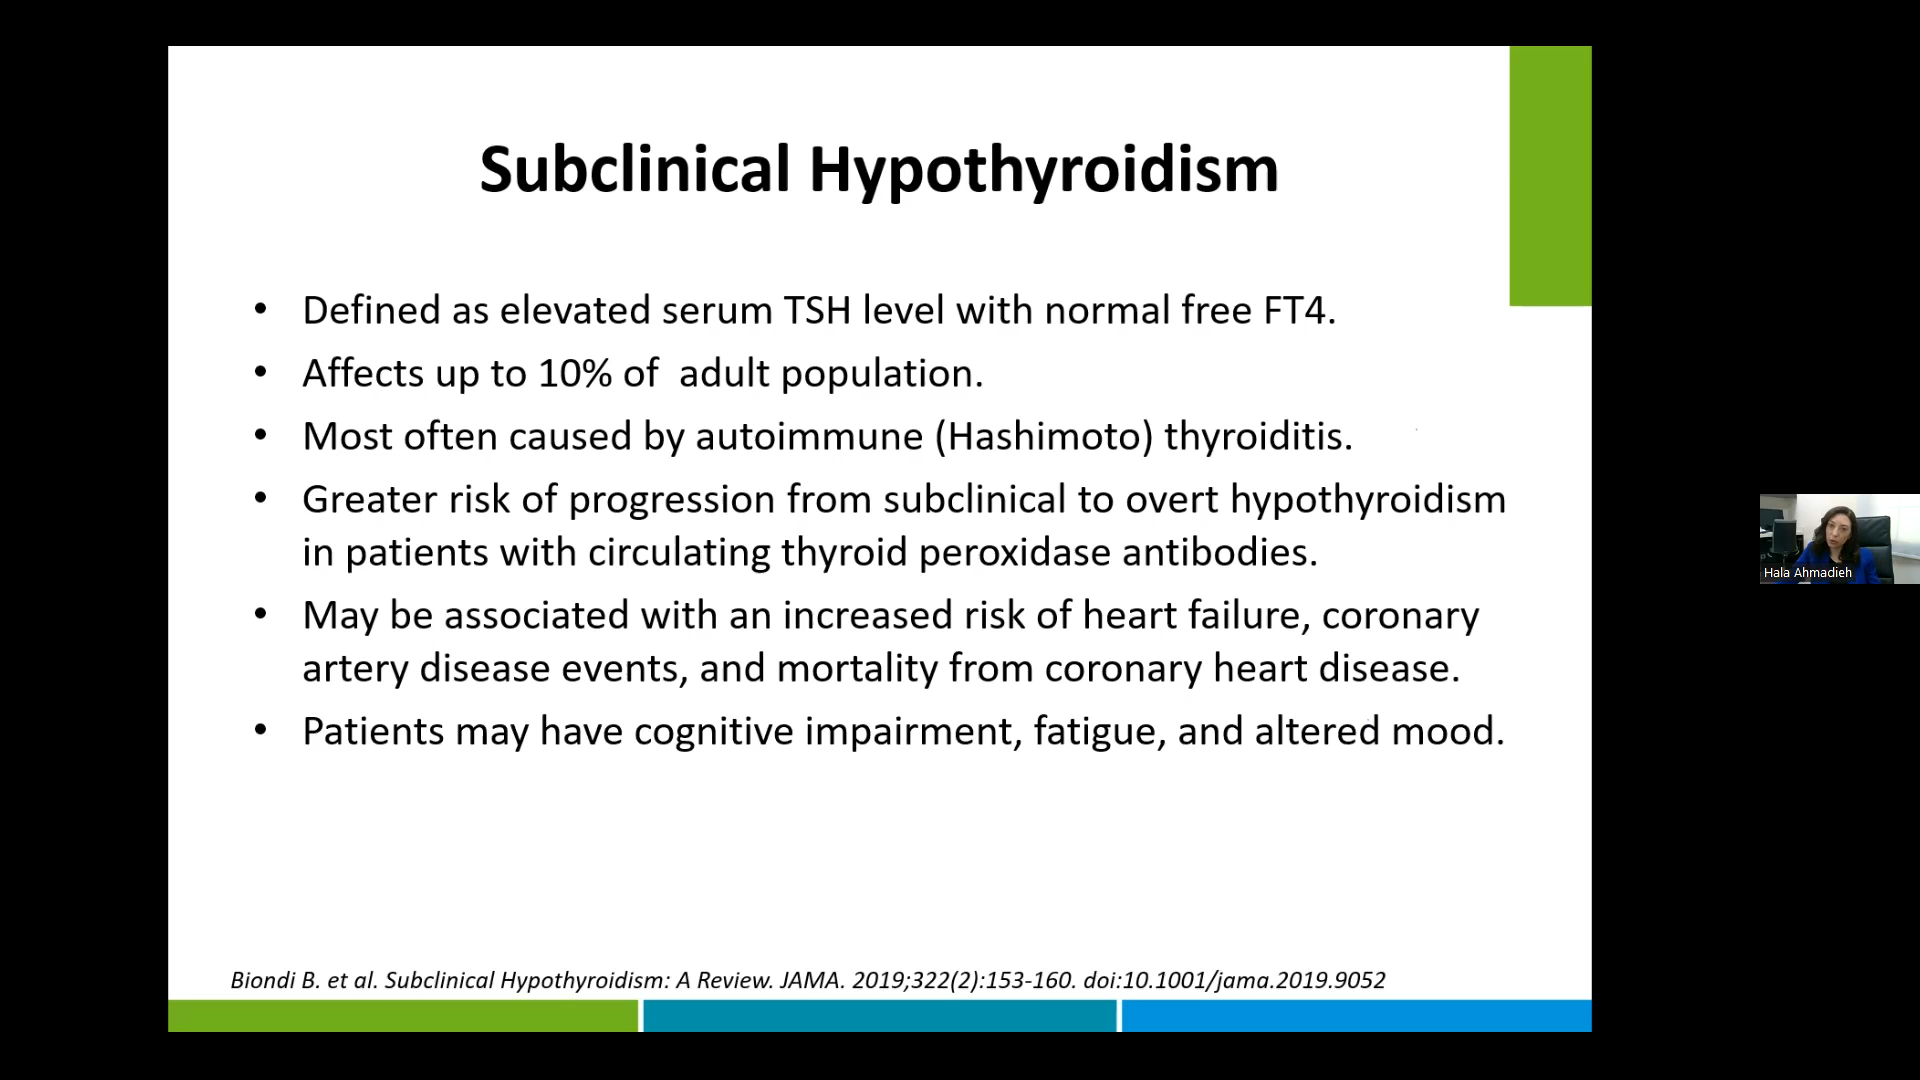 Subclinical Hypothyroidism
• Defined as elevated serum TSH level with normal free FT4.
• Affects up to 10% of  adult population.
• Most often caused by autoimmune (Hashimoto) thyroiditis.
• Greater risk of progression from subclinical to overt hypothyroidism
in patients with circulating thyroid peroxidase antibodies.
• May be associated with an increased risk of heart failure, coronary
artery disease events, and mortality from coronary heart disease.
• Patients may have cognitive impairment, fatigue, and altered mood.
Biondi B. et al. Subclinical Hypothyroidism: A Review. JAMA. 2019;322(2):153-160. doi:10.1001/jama.2019.9052
Hala Ahmadieh